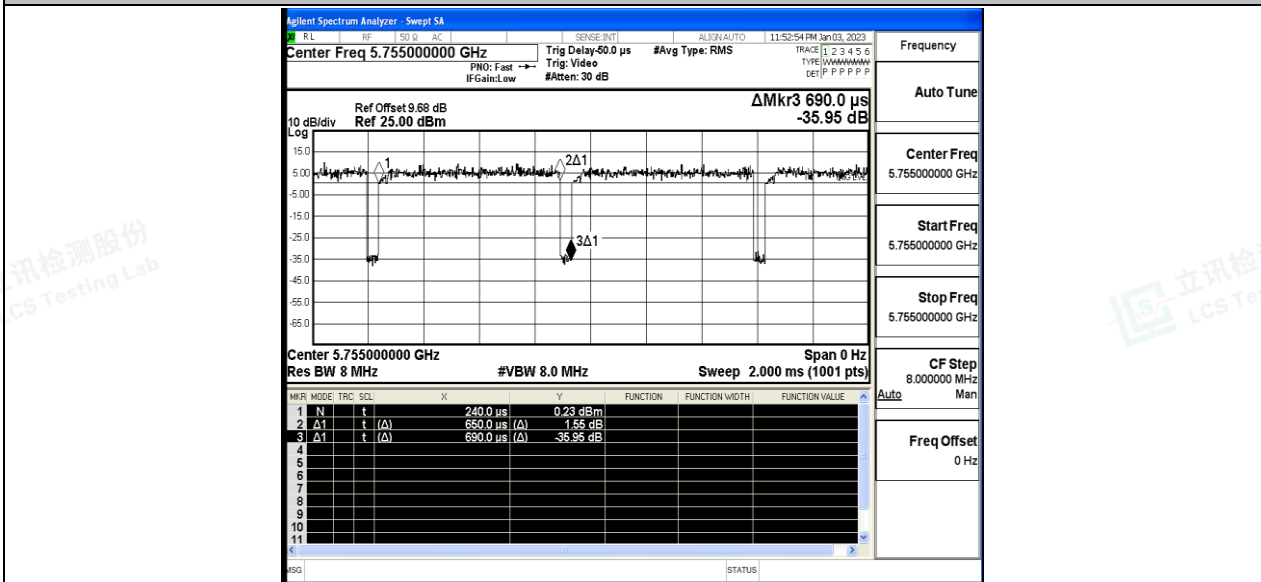 Agilent Spectrum Analyzer - Swept SA
RL RF 50 Ω AC SENSE:INT ALIGNAUTO 11:52:54 PM Jan 03, 2023
Center Freq 5.755000000 GHz
PNO: Fast
IFGain:Low
Trig Delay-50.0 µs
Trig: Video
#Atten: 30 dB
#Avg Type: RMS
TRACE 1 2 3 4 5 6
TYPE WWWWWW
DET P P P P P P
Frequency
Auto Tune
Center Freq
5.755000000 GHz
Start Freq
5.755000000 GHz
Stop Freq
5.755000000 GHz
CF Step
8.000000 MHz
Auto Man
Freq Offset
0 Hz
ΔMkr3 690.0 µs
-35.95 dB
Ref Offset 9.68 dB
10 dB/div Ref 25.00 dBm
Log
15.0
5.00
-5.00
-15.0
-25.0
-35.0
-45.0
-55.0
-65.0
1
2Δ1
3Δ1
Center 5.755000000 GHz Span 0 Hz
Res BW 8 MHz #VBW 8.0 MHz Sweep 2.000 ms (1001 pts)
MKR MODE TRC SCL X Y FUNCTION FUNCTION WIDTH FUNCTION VALUE
1 N t 240.0 µs 0.23 dBm
2 Δ1 t (Δ) 650.0 µs (Δ) 1.55 dB
3 Δ1 t (Δ) 690.0 µs (Δ) -35.95 dB
4
5
6
7
8
9
10
11
MSG STATUS
讯检测股份
LCS Testing Lab
立讯检
LCS Te